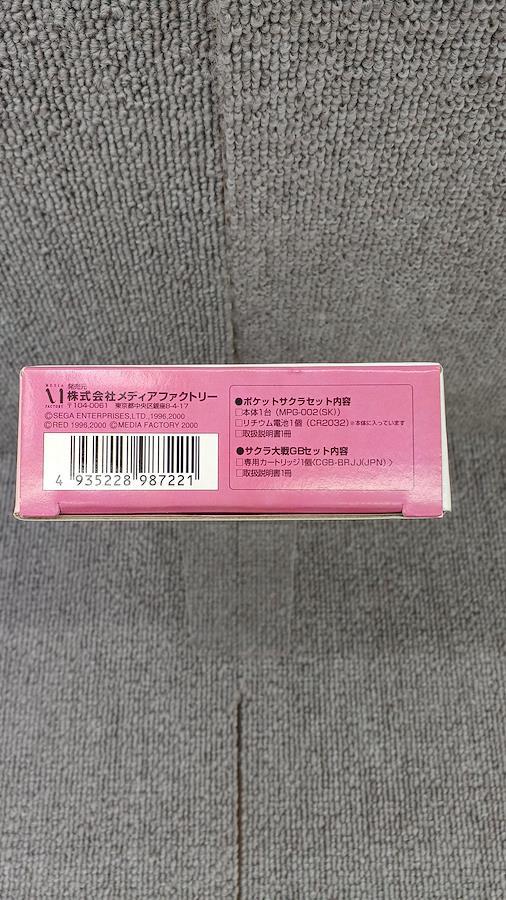 MEDIA
FACTORY
発売元
株式会社メディアファクトリー
〒104-0061 東京都中央区銀座8-4-17
©SEGA ENTERPRISES,LTD.,1996,2000
©RED 1996,2000 ©MEDIA FACTORY 2000
4 935228 987221
●ポケットサクラセット内容
□本体1台（MPG-002(SK)）
□リチウム電池1個（CR2032）※本体に入っています
□取扱説明書1冊
●サクラ大戦GBセット内容
□専用カートリッジ1個〈CGB-BRJJ(JPN)〉
□取扱説明書1冊